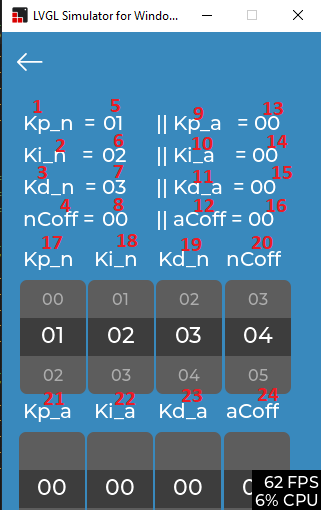 LVGL Simulator for Windo...
1 5 9 13
Kp_n = 01 || Kp_a = 00
2 6 10 14
Ki_n = 02 || Ki_a = 00
3 7 11 15
Kd_n = 03 || Kd_a = 00
4 8 12 16
nCoff = 00 || aCoff = 00
17 18 19 20
Kp_n Ki_n Kd_n nCoff
00 01 02 03
01 02 03 04
02 03 04 05
21 22 23 24
Kp_a Ki_a Kd_a aCoff
00 00 00
62 FPS
6% CPU